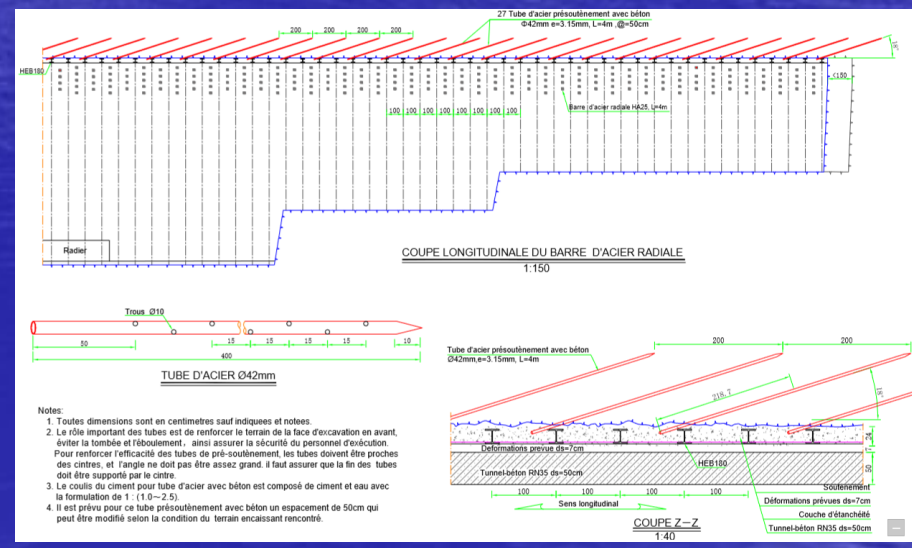 27 Tube d'acier présoutènement avec béton
Φ42mm e=3.15mm, L=4m ,@=50cm
200 200 200 200
18°
HEB180
<150
Barre d'acier radiale HA25, L=4m
100 100 100 100 100 100 100 100
Radier
COUPE LONGITUDINALE DU BARRE D'ACIER RADIALE
1:150
Trous Ø10
50 15 15 15 15 10
400
TUBE D'ACIER Ø42mm
Tube d'acier présoutènement avec béton
Ø42mm,e=3.15mm, L=4m
200 200
218.7
18°
24
7
50
Déformations prevue ds=7cm
HEB180
Tunnel-béton RN35 ds=50cm
100 100 100 100
Sens longitudinal
Soutènement
Déformations prévues ds=7cm
Couche d'étanchéité
Tunnel-béton RN35 ds=50cm
COUPE Z-Z
1:40
Notes:
1. Toutes dimensions sont en centimetres sauf indiquees et notees.
2. Le rôle important des tubes est de renforcer le terrain de la face d'excavation en avant,
éviter la tombée et l'éboulement, ainsi assurer la sécurité du personnel d'exécution.
Pour renforcer l'efficacité des tubes de pré-soutènement, les tubes doivent être proches
des cintres, et l'angle ne doit pas être assez grand. il faut assurer que la fin des tubes
doit être supporté par le cintre.
3. Le coulis du ciment pour tube d'acier avec béton est composé de ciment et eau avec
la formulation de 1 : (1.0~2.5).
4. Il est prévu pour ce tube présoutènement avec béton un espacement de 50cm qui
peut être modifié selon la condition du terrain encaissant rencontré.